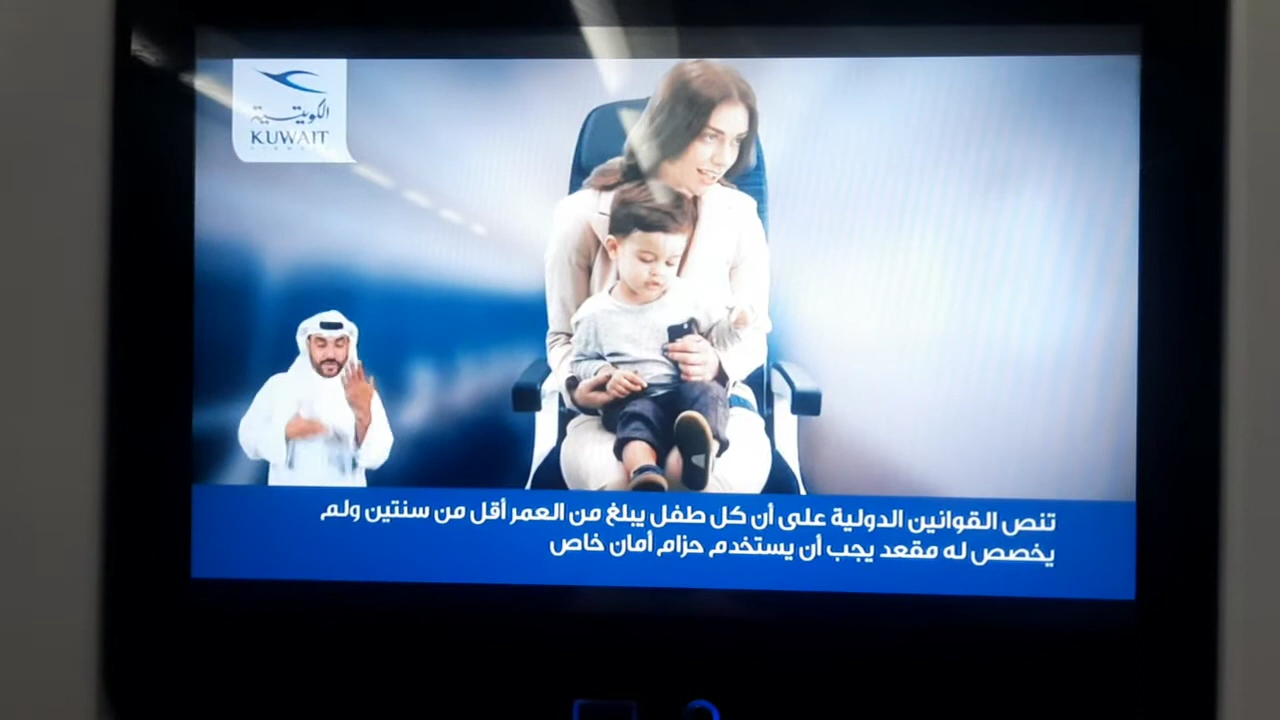 الكويتية
KUWAIT
تنص القوانين الدولية على أن كل طفل يبلغ من العمر أقل من سنتين ولم
يخصص له مقعد يجب أن يستخدم حزام أمان خاص